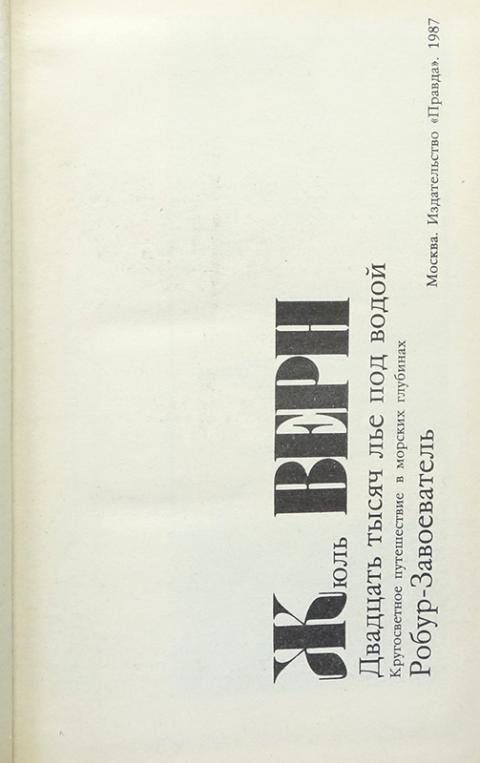 Жюль ВЕРН
Двадцать тысяч лье под водой
Кругосветное путешествие в морских глубинах
Робур-Завоеватель
Москва. Издательство «Правда». 1987